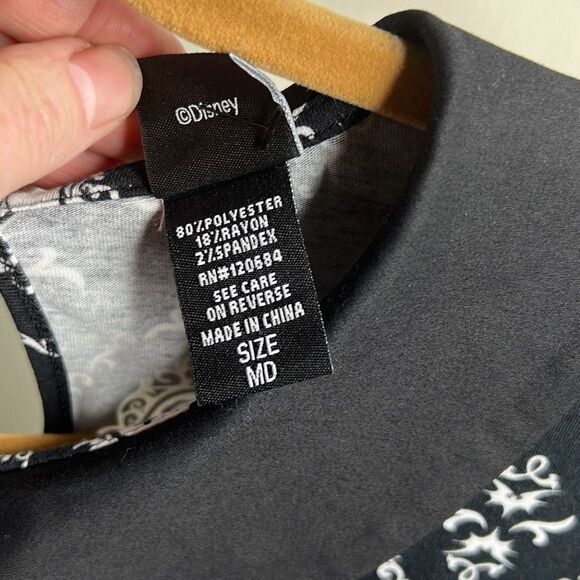 ©Disney
80%POLYESTER
18%RAYON
2%SPANDEX
RN#120684
SEE CARE
ON REVERSE
MADE IN CHINA
SIZE
MD